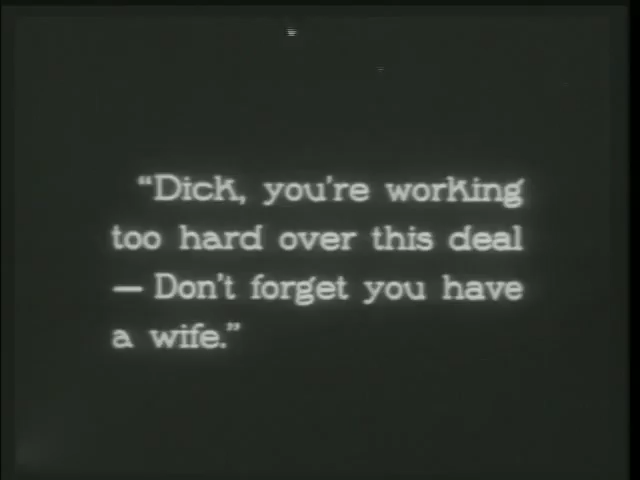 “Dick, you're working
too hard over this deal
— Don't forget you have
a wife.”